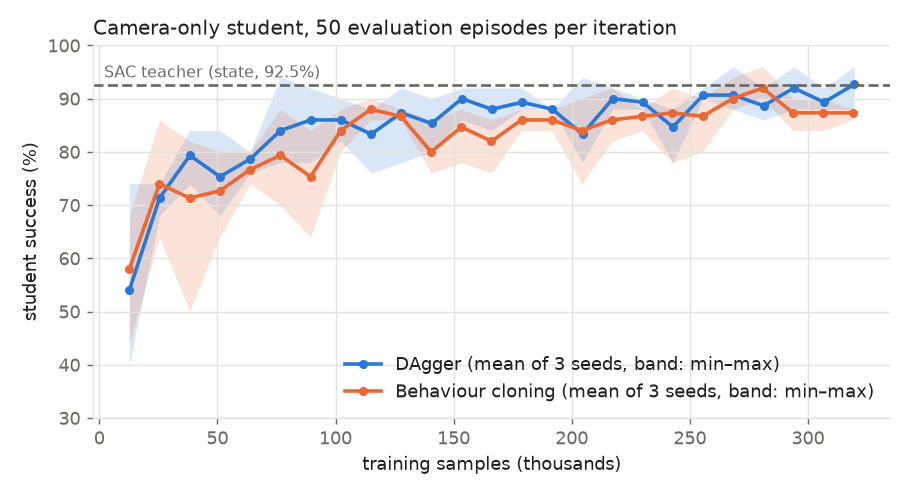 Camera-only student, 50 evaluation episodes per iteration
100
90
80
70
60
50
40
30
student success (%)
SAC teacher (state, 92.5%)
DAgger (mean of 3 seeds, band: min–max)
Behaviour cloning (mean of 3 seeds, band: min–max)
0 50 100 150 200 250 300
training samples (thousands)